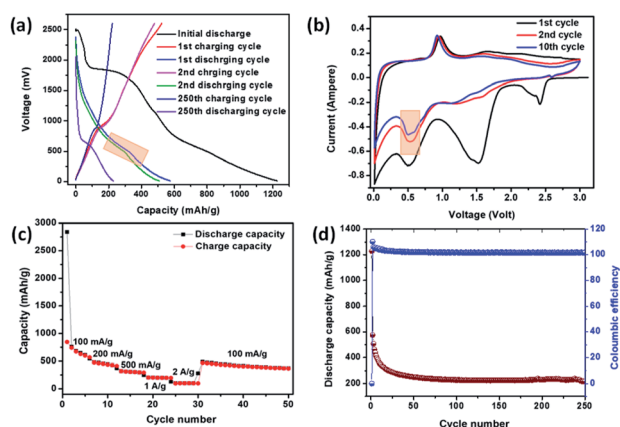 (a)
Initial discharge
1st charging cycle
1st dischrging cycle
2nd chrging cycle
2nd dischrging cycle
250th charging cycle
250th discharging cycle
2500
2000
1500
1000
500
0
Voltage (mV)
0 200 400 600 800 1000 1200
Capacity (mAh/g)
(b)
1st cycle
2nd cycle
10th cycle
0.4
0.2
0.0
-0.2
-0.4
-0.6
-0.8
Current (Ampere)
0.0 0.5 1.0 1.5 2.0 2.5 3.0
Voltage (Volt)
(c)
Discharge capacity
Charge capacity
3000
2500
2000
1500
1000
500
0
Capacity (mAh/g)
100 mA/g
200 mA/g
500 mA/g
1 A/g
2 A/g
100 mA/g
0 10 20 30 40 50
Cycle number
(d)
1400
1200
1000
800
600
400
200
Discharge capacity (mAh/g)
120
100
80
60
40
20
0
Coloumbic efficiency
0 50 100 150 200 250
Cycle number